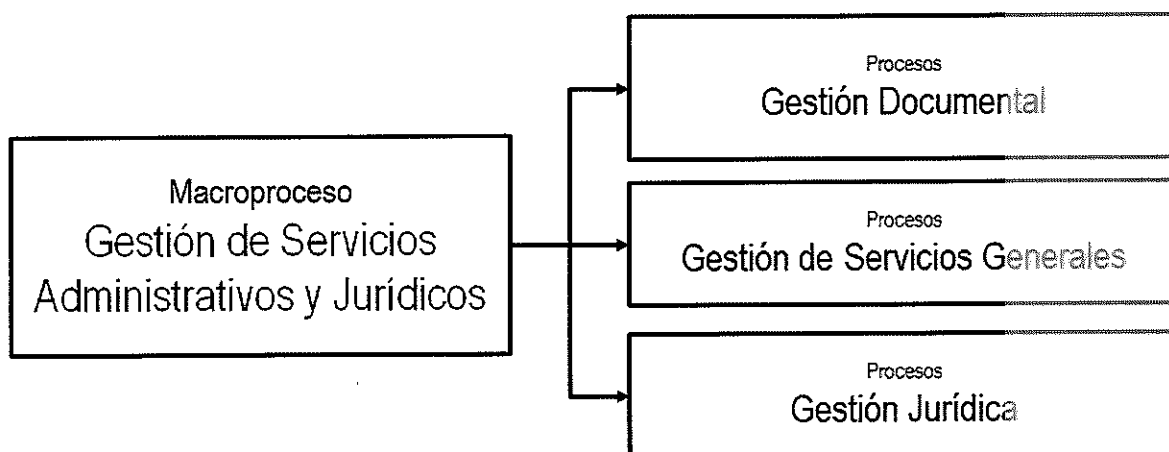 Macroproceso
Gestión de Servicios
Administrativos y Jurídicos
Procesos
Gestión Documental
Procesos
Gestión de Servicios Generales
Procesos
Gestión Jurídica